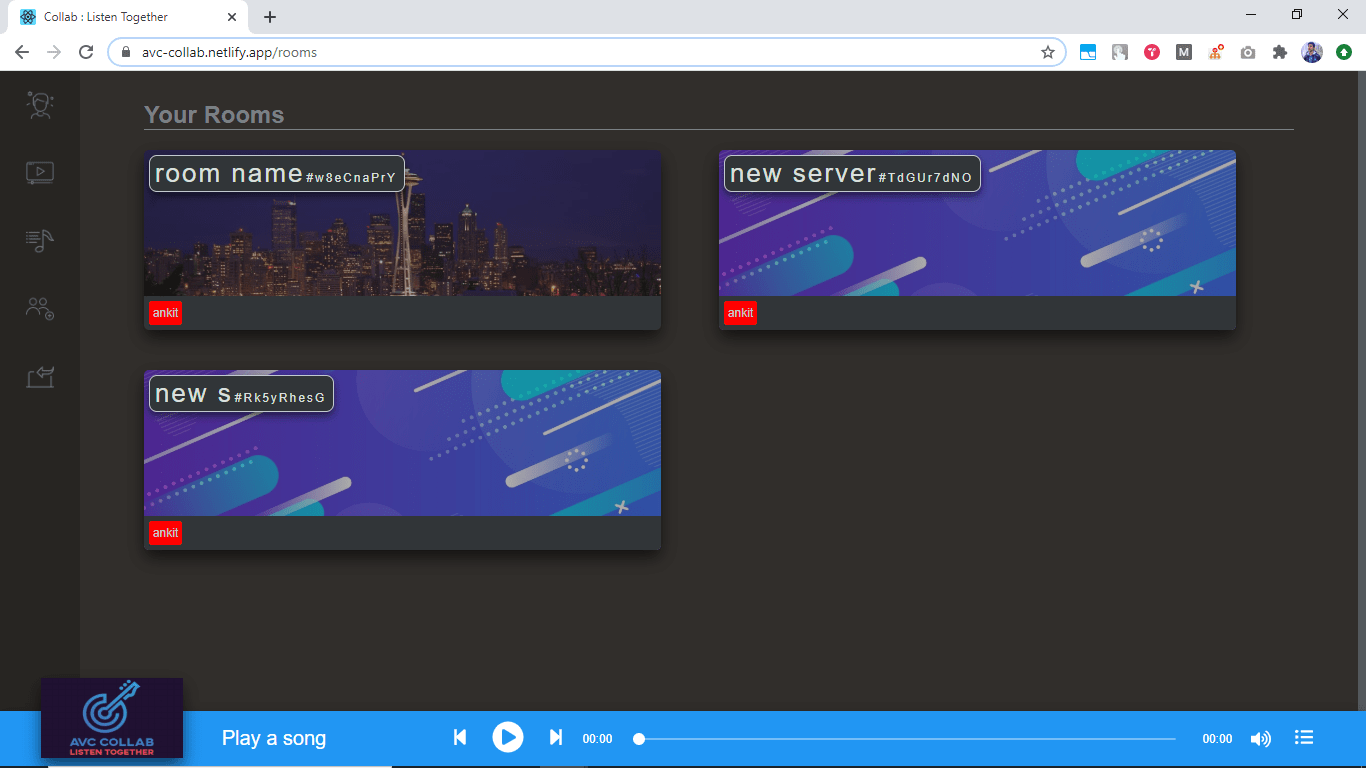 Collab : Listen Together
avc-collab.netlify.app/rooms
M
Your Rooms
room name#w8eCnaPrY
new server#TdGUr7dNO
ankit
ankit
new s#Rk5yRhesG
ankit
AVC COLLAB
LISTEN TOGETHER
Play a song
00:00
00:00